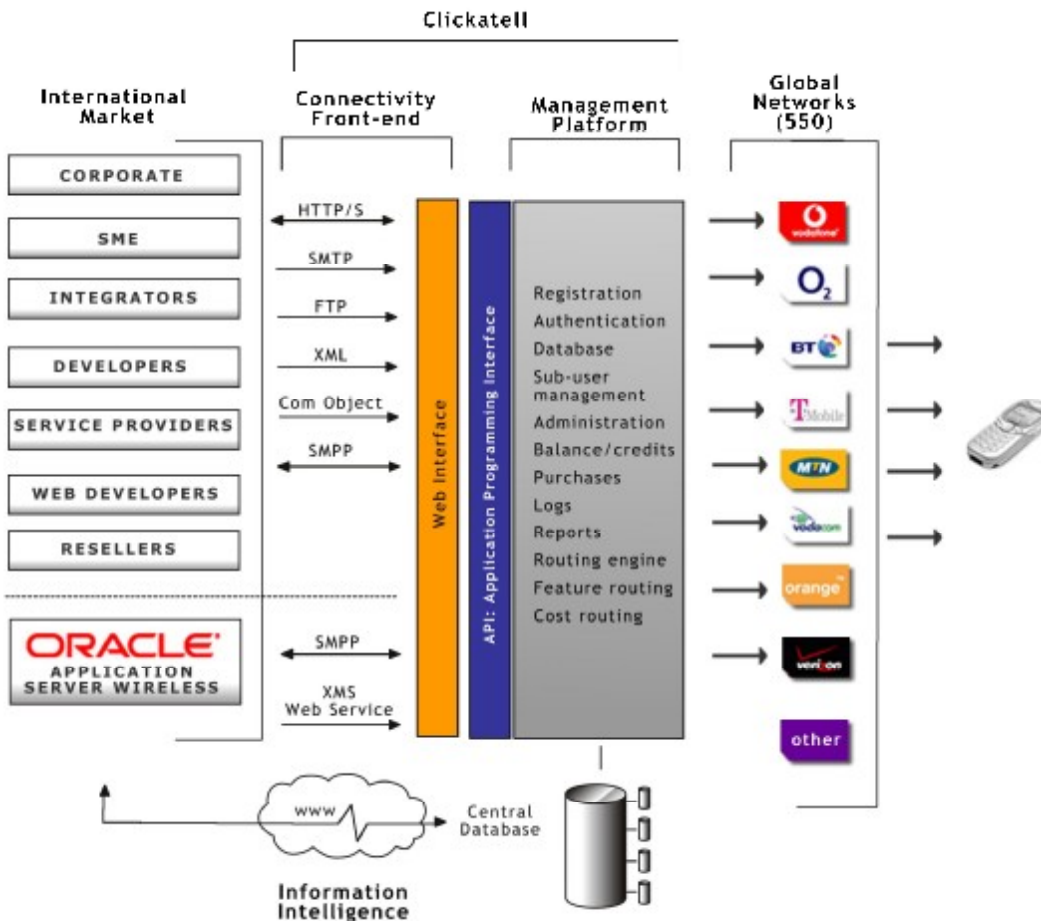 Clickatell
International
Market
Connectivity
Front-end
Management
Platform
Global
Networks
(550)
CORPORATE
SME
INTEGRATORS
DEVELOPERS
SERVICE PROVIDERS
WEB DEVELOPERS
RESELLERS
ORACLE
APPLICATION
SERVER WIRELESS
HTTP/S
SMTP
FTP
XML
Com Object
SMPP
SMPP
XMS
Web Service
Web Interface
API: Application Programming Interface
Registration
Authentication
Database
Sub-user
management
Administration
Balance/credits
Purchases
Logs
Reports
Routing engine
Feature routing
Cost routing
vodafone
O2
BT
T Mobile
MTN
vodacom
orange™
verizon
other
www
Central
Database
Information
Intelligence